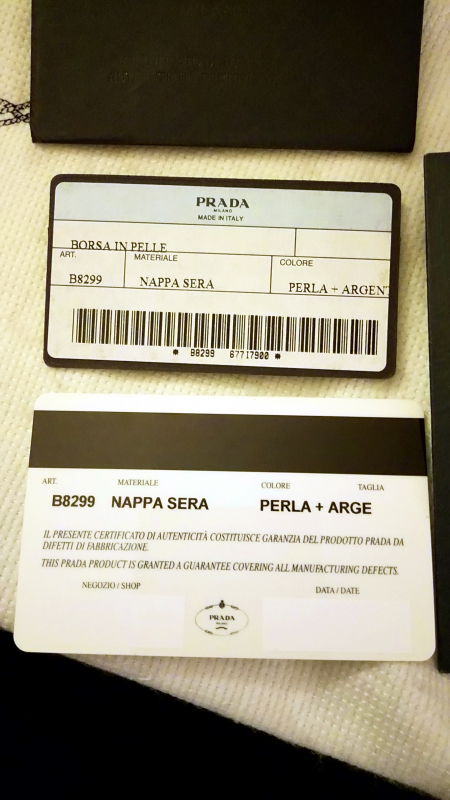 PRADA
MILANO
MADE IN ITALY
BORSA IN PELLE
ART. MATERIALE COLORE
B8299 NAPPA SERA PERLA + ARGENT
* B8299 67717900 *
ART. MATERIALE COLORE TAGLIA
B8299 NAPPA SERA PERLA + ARGE
IL PRESENTE CERTIFICATO DI AUTENTICITÀ COSTITUISCE GARANZIA DEL PRODOTTO PRADA DA
DIFETTI DI FABBRICAZIONE.
THIS PRADA PRODUCT IS GRANTED A GUARANTEE COVERING ALL MANUFACTURING DEFECTS.
NEGOZIO / SHOP DATA / DATE
PRADA
MILANO